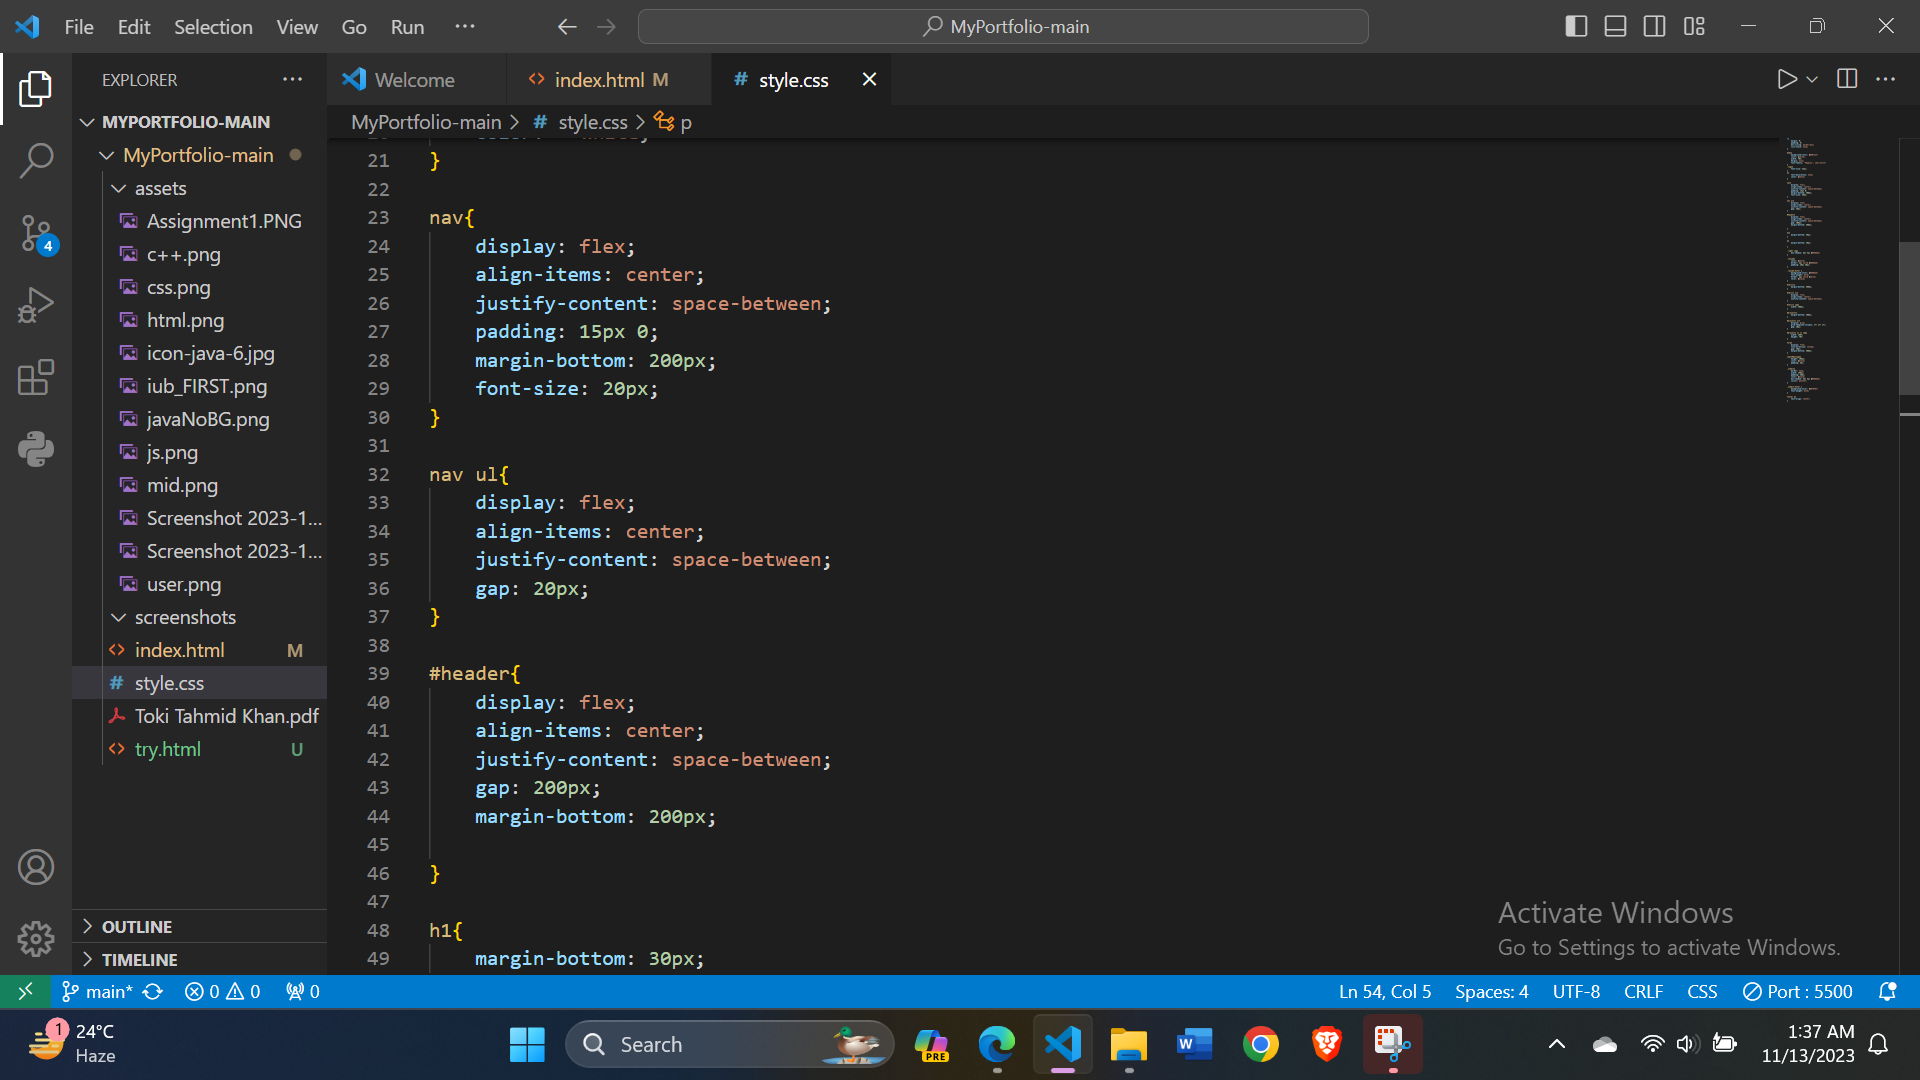 File Edit Selection View Go Run ···
MyPortfolio-main
EXPLORER ···
Welcome
index.html M
# style.css
MYPORTFOLIO-MAIN
MyPortfolio-main > # style.css > p
MyPortfolio-main
assets
Assignment1.PNG
c++.png
css.png
html.png
icon-java-6.jpg
iub_FIRST.png
javaNoBG.png
js.png
mid.png
Screenshot 2023-1...
Screenshot 2023-1...
user.png
screenshots
index.html M
# style.css
Toki Tahmid Khan.pdf
try.html U
OUTLINE
TIMELINE
21 }
22
23 nav{
24 display: flex;
25 align-items: center;
26 justify-content: space-between;
27 padding: 15px 0;
28 margin-bottom: 200px;
29 font-size: 20px;
30 }
31
32 nav ul{
33 display: flex;
34 align-items: center;
35 justify-content: space-between;
36 gap: 20px;
37 }
38
39 #header{
40 display: flex;
41 align-items: center;
42 justify-content: space-between;
43 gap: 200px;
44 margin-bottom: 200px;
45
46 }
47
48 h1{
49 margin-bottom: 30px;
Activate Windows
Go to Settings to activate Windows.
4
main* 0 0 0
Ln 54, Col 5 Spaces: 4 UTF-8 CRLF CSS Port : 5500
1
24°C
Haze
Search
PRE
W
1:37 AM
11/13/2023